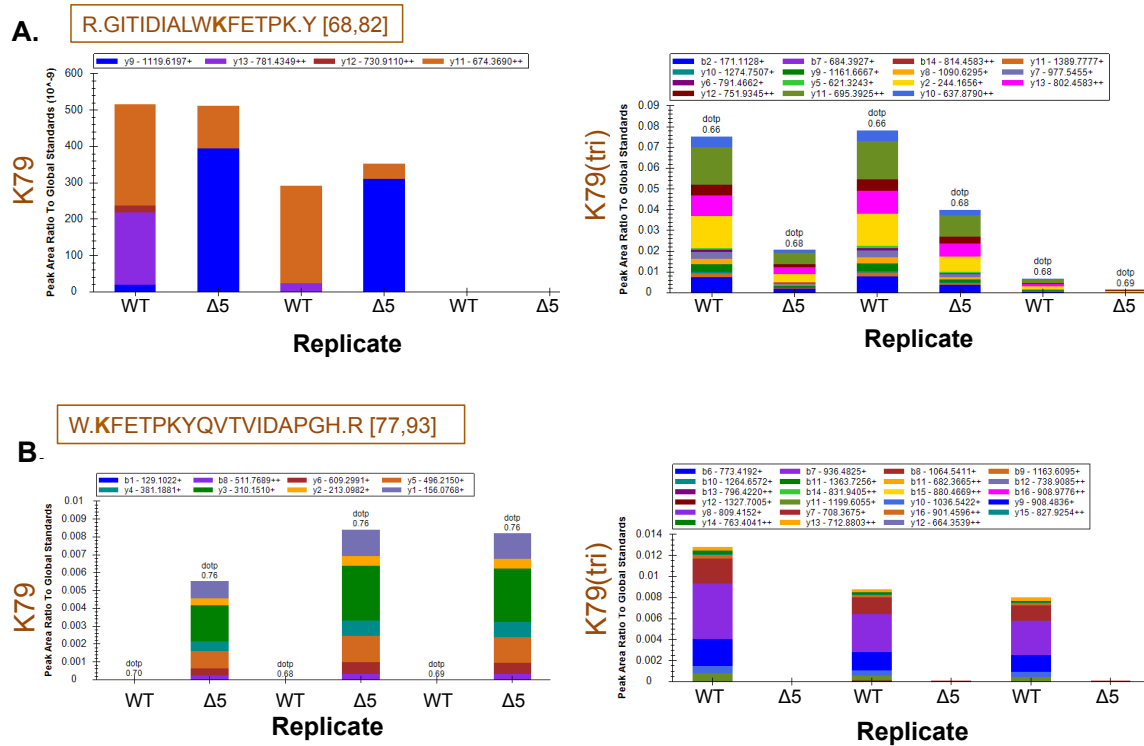 A.
R.GITIDIALWKFETPK.Y [68,82]
K79
y9 - 1119.6197+ y13 - 781.4349++ y12 - 730.9110++ y11 - 674.3690++
Peak Area Ratio To Global Standards (10^-9)
600
500
400
300
200
100
0
WT Δ5 WT Δ5 WT Δ5
Replicate
K79(tri)
b2 - 171.1128+ b7 - 684.3927+ b14 - 814.4583++ y11 - 1389.7777+
y10 - 1274.7507+ y9 - 1161.6667+ y8 - 1090.6295+ y7 - 977.5455+
y6 - 791.4662+ y5 - 621.3243+ y2 - 244.1656+ y13 - 802.4583++
y12 - 751.9345++ y11 - 695.3925++ y10 - 637.8790++
Peak Area Ratio To Global Standards
0.09
0.08
0.07
0.06
0.05
0.04
0.03
0.02
0.01
0
dotp
0.66
dotp
0.68
dotp
0.66
dotp
0.68
dotp
0.68
dotp
0.69
WT Δ5 WT Δ5 WT Δ5
Replicate
B-
W.KFETPKYQVTVIDAPGH.R [77,93]
K79
b1 - 129.1022+ b8 - 511.7689++ y6 - 609.2991+ y5 - 496.2150+
y4 - 381.1881+ y3 - 310.1510+ y2 - 213.0982+ y1 - 156.0768+
Peak Area Ratio To Global Standards
0.01
0.009
0.008
0.007
0.006
0.005
0.004
0.003
0.002
0.001
0
dotp
0.70
dotp
0.76
dotp
0.68
dotp
0.76
dotp
0.69
dotp
0.76
WT Δ5 WT Δ5 WT Δ5
Replicate
K79(tri)
b6 - 773.4192+ b7 - 936.4825+ b8 - 1064.5411+ b9 - 1163.6095+
b10 - 1264.6572+ b11 - 1363.7256+ b11 - 682.3665++ b12 - 738.9085++
b13 - 796.4220++ b14 - 831.9405++ b15 - 880.4669++ b16 - 908.9776++
y12 - 1327.7005+ y11 - 1199.6055+ y10 - 1036.5422+ y9 - 908.4836+
y8 - 809.4152+ y7 - 708.3675+ y16 - 901.4596++ y15 - 827.9254++
y14 - 763.4041++ y13 - 712.8803++ y12 - 664.3539++
Peak Area Ratio To Global Standards
0.014
0.012
0.01
0.008
0.006
0.004
0.002
0
WT Δ5 WT Δ5 WT Δ5
Replicate